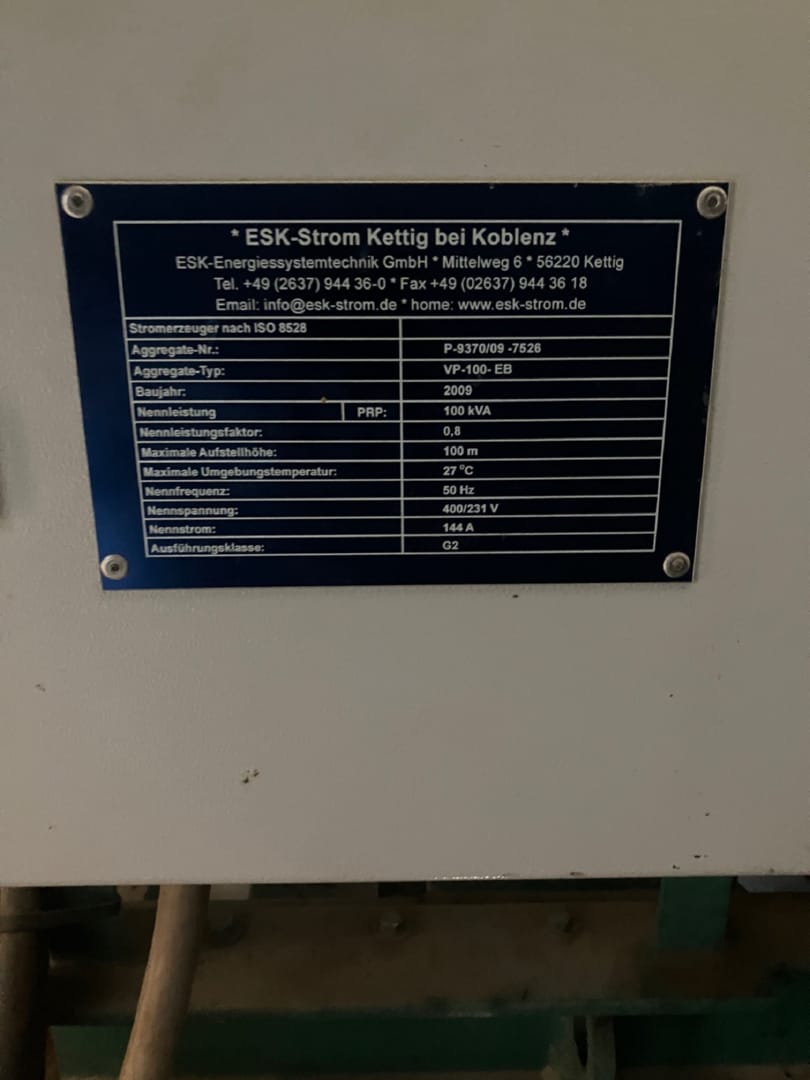 * ESK-Strom Kettig bei Koblenz *
ESK-Energiessystemtechnik GmbH * Mittelweg 6 * 56220 Kettig
Tel. +49 (2637) 944 36-0 * Fax +49 (02637) 944 36 18
Email: info@esk-strom.de * home: www.esk-strom.de
Stromerzeuger nach ISO 8528
Aggregate-Nr.: P-9370/09 -7526
Aggregate-Typ: VP-100- EB
Baujahr: 2009
Nennleistung PRP: 100 kVA
Nennleistungsfaktor: 0,8
Maximale Aufstellhöhe: 100 m
Maximale Umgebungstemperatur: 27 °C
Nennfrequenz: 50 Hz
Nennspannung: 400/231 V
Nennstrom: 144 A
Ausführungsklasse: G2